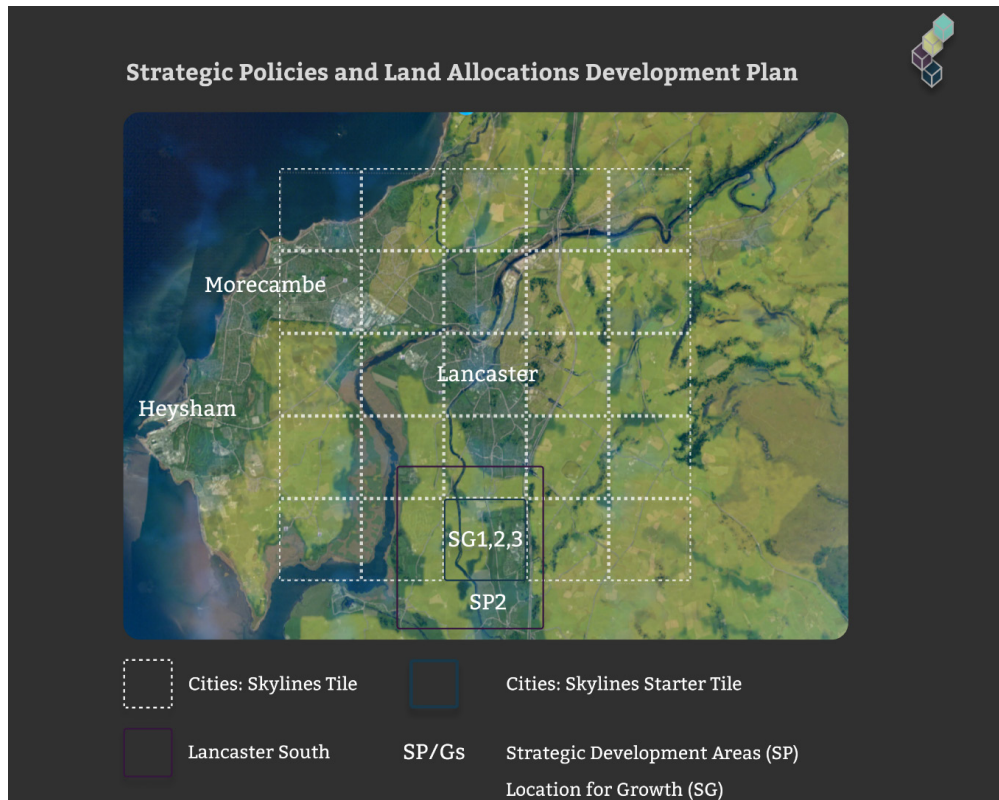 Strategic Policies and Land Allocations Development Plan
Morecambe
Lancaster
Heysham
SG1,2,3
SP2
Cities: Skylines Tile
Cities: Skylines Starter Tile
Lancaster South
SP/Gs
Strategic Development Areas (SP)
Location for Growth (SG)